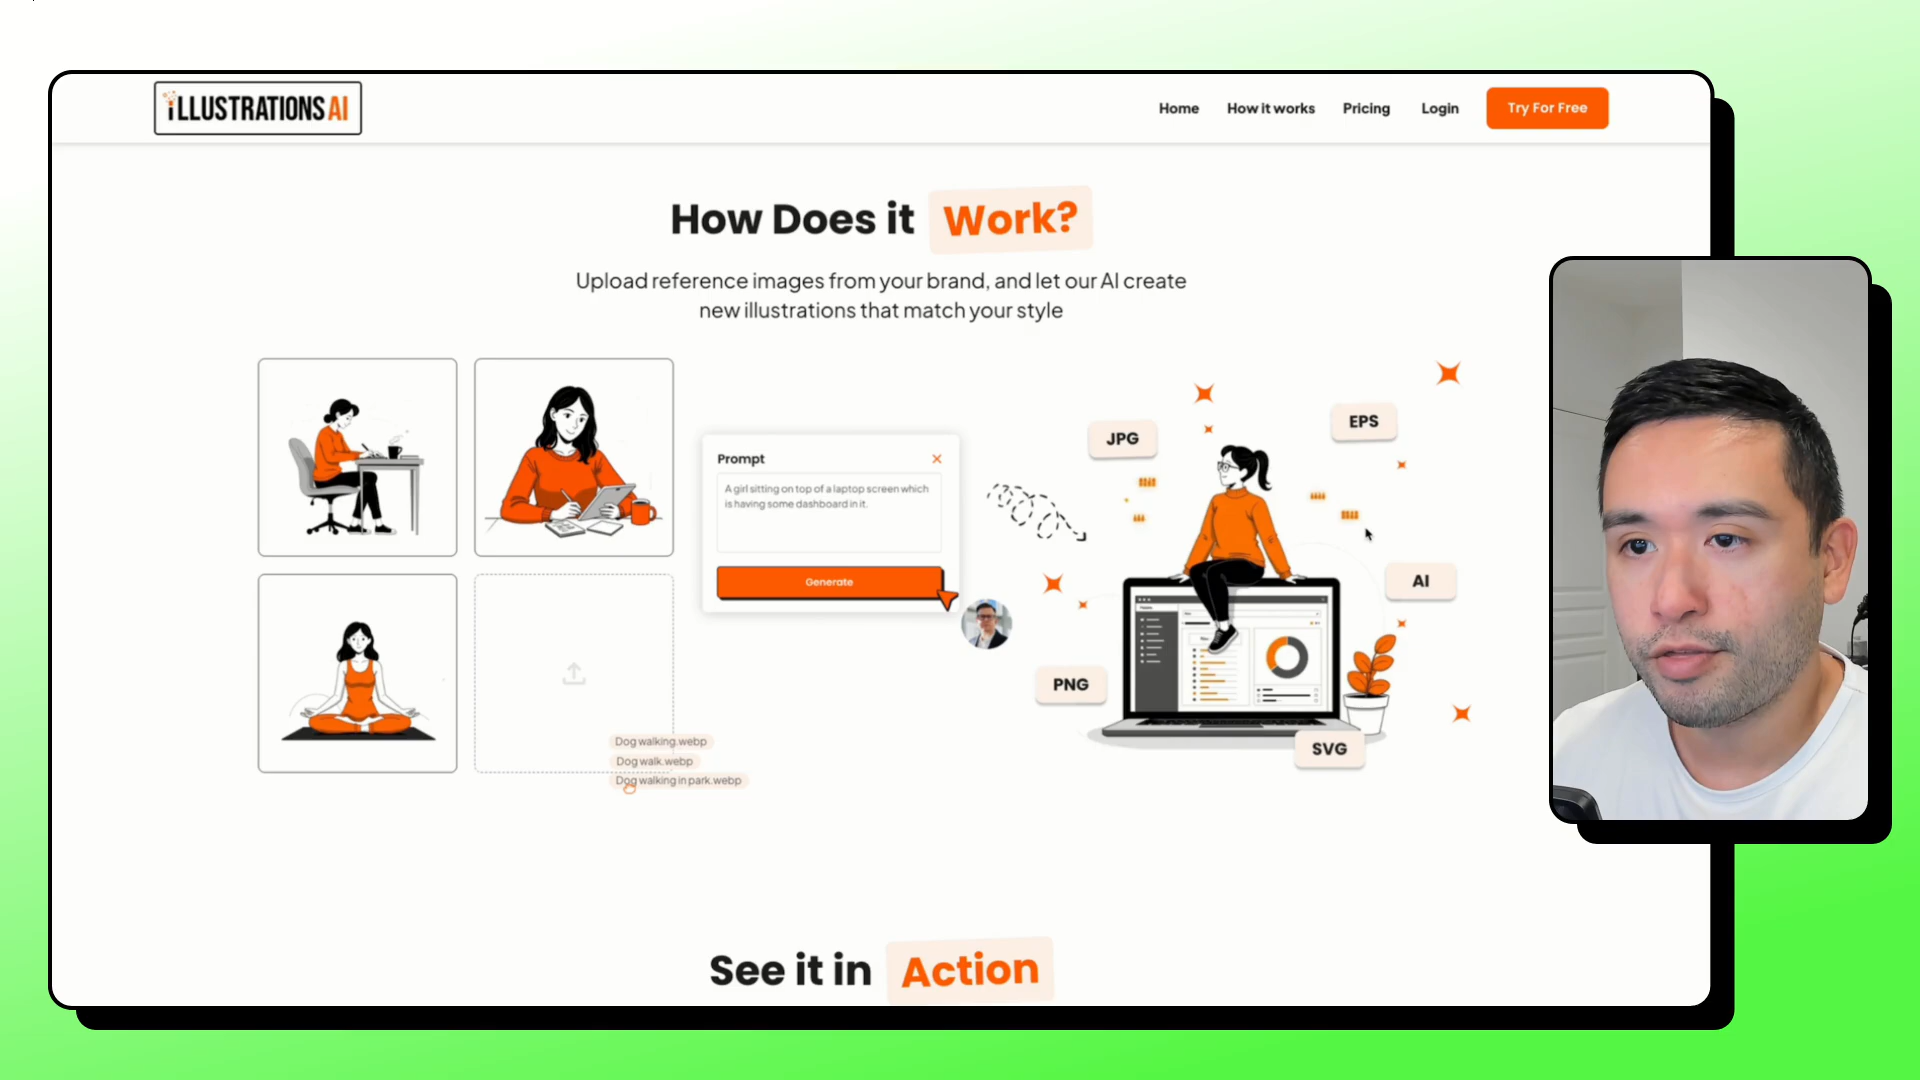 iLLUSTRATIONS AI
Home
How it works
Pricing
Login
Try For Free
How Does it Work?
Upload reference images from your brand, and let our AI create
new illustrations that match your style
Prompt
A girl sitting on top of a laptop screen which
is having some dashboard in it.
Generate
JPG
EPS
AI
PNG
SVG
Dog walking.webp
Dog walk.webp
Dog walking in park.webp
See it in Action